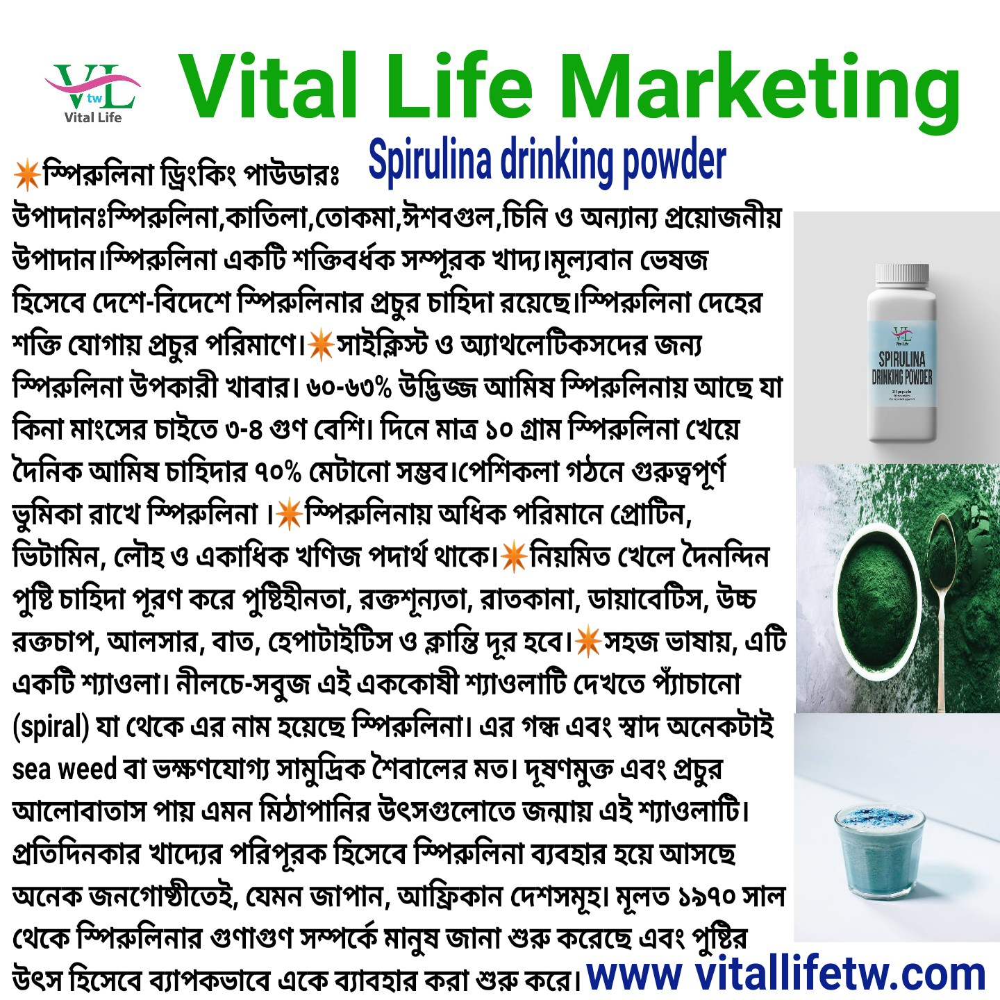 VL
tw
Vital Life
Vital Life Marketing
Spirulina drinking powder
স্পিরুলিনা ড্রিংকিং পাউডারঃ
উপাদানঃস্পিরুলিনা,কাতিলা,তোকমা,ঈশবগুল,চিনি ও অন্যান্য প্রয়োজনীয়
উপাদান।স্পিরুলিনা একটি শক্তিবর্ধক সম্পূরক খাদ্য।মূল্যবান ভেষজ
হিসেবে দেশে-বিদেশে স্পিরুলিনার প্রচুর চাহিদা রয়েছে।স্পিরুলিনা দেহের
শক্তি যোগায় প্রচুর পরিমাণে।✴সাইক্লিস্ট ও অ্যাথলেটিকসদের জন্য
স্পিরুলিনা উপকারী খাবার। ৬০-৬৩% উদ্ভিজ্জ আমিষ স্পিরুলিনায় আছে যা
কিনা মাংসের চাইতে ৩-৪ গুণ বেশি। দিনে মাত্র ১০ গ্রাম স্পিরুলিনা খেয়ে
দৈনিক আমিষ চাহিদার ৭০% মেটানো সম্ভব।পেশিকলা গঠনে গুরুত্বপূর্ণ
ভুমিকা রাখে স্পিরুলিনা ।✴স্পিরুলিনায় অধিক পরিমানে প্রোটিন,
ভিটামিন, লৌহ ও একাধিক খণিজ পদার্থ থাকে।✴নিয়মিত খেলে দৈনন্দিন
পুষ্টি চাহিদা পূরণ করে পুষ্টিহীনতা, রক্তশূন্যতা, রাতকানা, ডায়াবেটিস, উচ্চ
রক্তচাপ, আলসার, বাত, হেপাটাইটিস ও ক্লান্তি দূর হবে।✴সহজ ভাষায়, এটি
একটি শ্যাওলা। নীলচে-সবুজ এই এককোষী শ্যাওলাটি দেখতে প্যাঁচানো
(spiral) যা থেকে এর নাম হয়েছে স্পিরুলিনা। এর গন্ধ এবং স্বাদ অনেকটাই
sea weed বা ভক্ষণযোগ্য সামুদ্রিক শৈবালের মত। দূষণমুক্ত এবং প্রচুর
আলোবাতাস পায় এমন মিঠাপানির উৎসগুলোতে জন্মায় এই শ্যাওলাটি।
প্রতিদিনকার খাদ্যের পরিপূরক হিসেবে স্পিরুলিনা ব্যবহার হয়ে আসছে
অনেক জনগোষ্ঠীতেই, যেমন জাপান, আফ্রিকান দেশসমূহ। মূলত ১৯৭০ সাল
থেকে স্পিরুলিনার গুণাগুণ সম্পর্কে মানুষ জানা শুরু করেছে এবং পুষ্টির
উৎস হিসেবে ব্যাপকভাবে একে ব্যাবহার করা শুরু করে।
VL
Vital Life
SPIRULINA
DRINKING POWDER
www vitallifetw.com